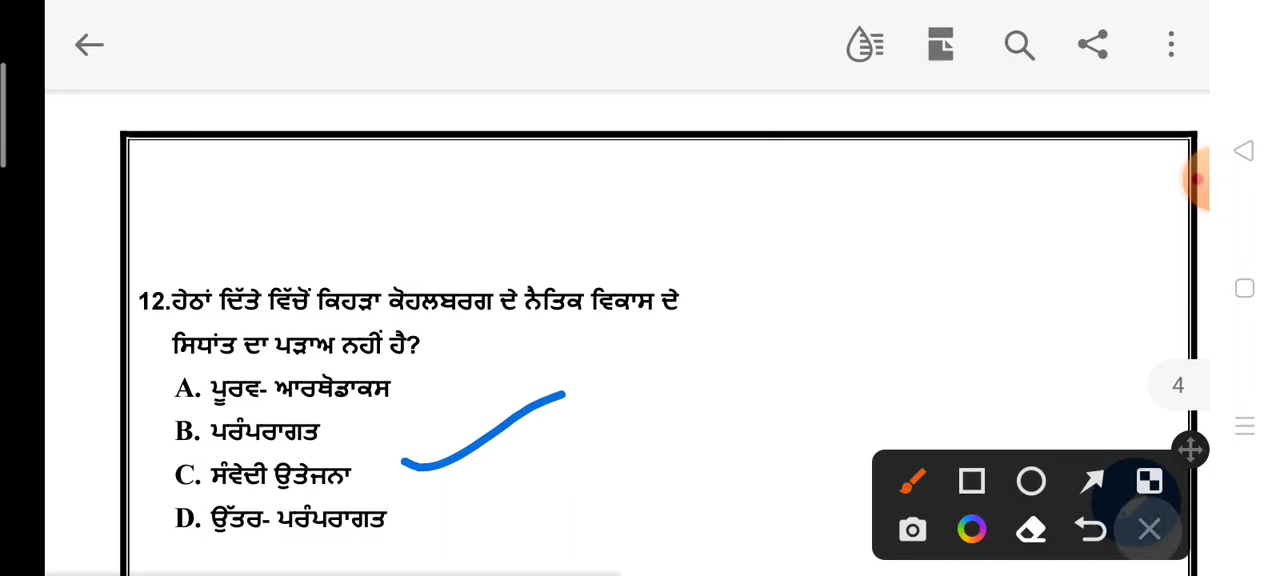 12.ਹੇਠਾਂ ਦਿੱਤੇ ਵਿੱਚੋਂ ਕਿਹੜਾ ਕੋਹਲਬਰਗ ਦੇ ਨੈਤਿਕ ਵਿਕਾਸ ਦੇ
ਸਿਧਾਂਤ ਦਾ ਪੜਾਅ ਨਹੀਂ ਹੈ?
A. ਪੂਰਵ- ਆਰਥੋਡਾਕਸ
B. ਪਰੰਪਰਾਗਤ
C. ਸੰਵੇਦੀ ਉਤੇਜਨਾ
D. ਉੱਤਰ- ਪਰੰਪਰਾਗਤ
4